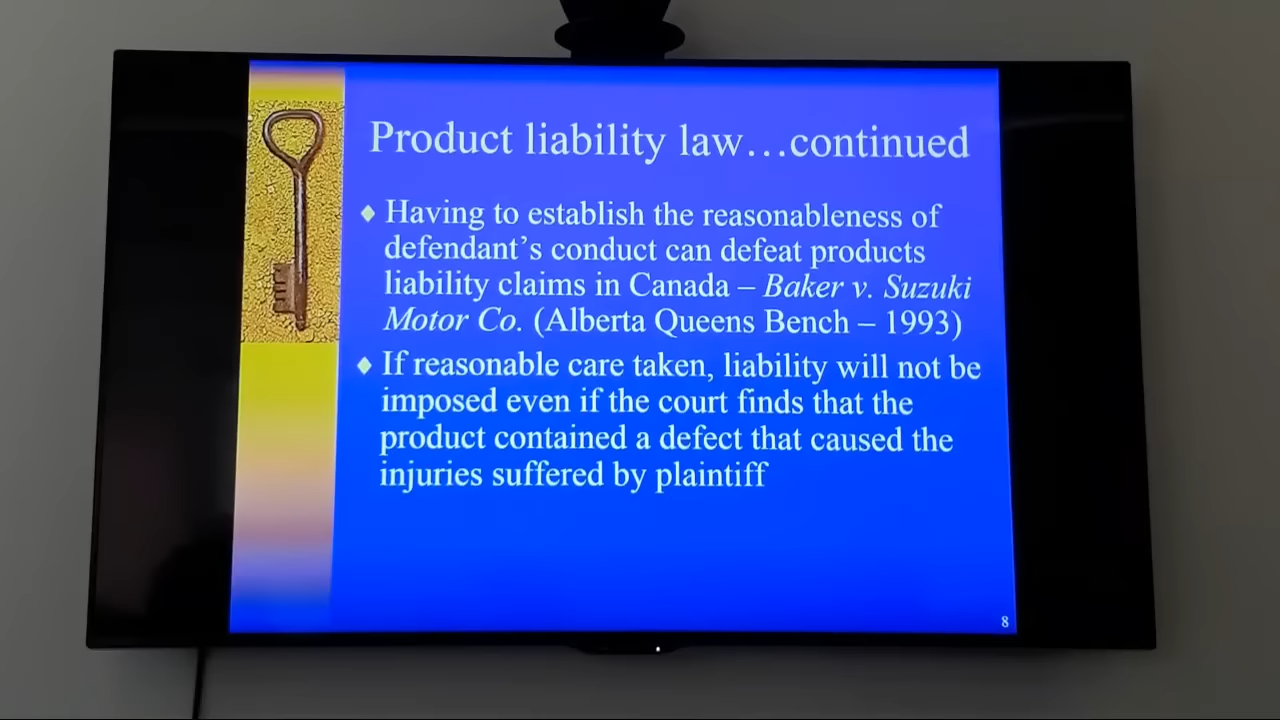 Product liability law…continued
♦ Having to establish the reasonableness of
defendant’s conduct can defeat products
liability claims in Canada – Baker v. Suzuki
Motor Co. (Alberta Queens Bench – 1993)
♦ If reasonable care taken, liability will not be
imposed even if the court finds that the
product contained a defect that caused the
injuries suffered by plaintiff
8